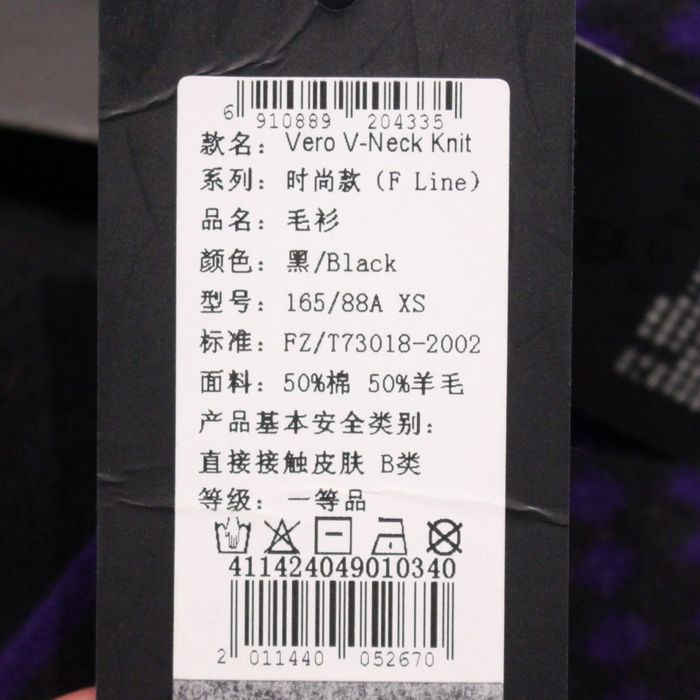 6 910889 204335
款名：Vero V-Neck Knit
系列：时尚款（F Line）
品名：毛衫
颜色：黑/Black
型号：165/88A XS
标准：FZ/T73018-2002
面料：50%棉 50%羊毛
产品基本安全类别：
直接接触皮肤 B类
等级：一等品
411424049010340
2 011440 052670